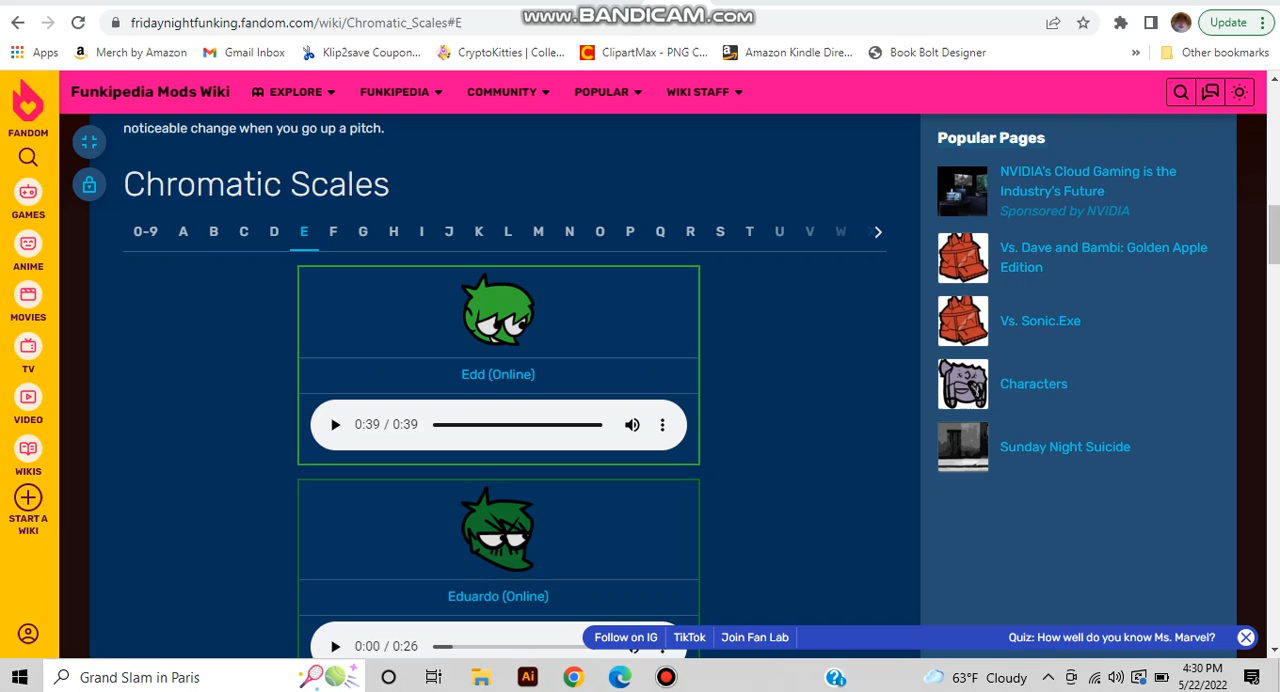 www.BANDICAM.com
fridaynightfunking.fandom.com/wiki/Chromatic_Scales#E
Update
Apps
Merch by Amazon
Gmail Inbox
Klip2save Coupon...
CryptoKitties | Colle...
ClipartMax - PNG C...
Amazon Kindle Dire...
Book Bolt Designer
»
Other bookmarks
Funkipedia Mods Wiki
EXPLORE
FUNKIPEDIA
COMMUNITY
POPULAR
WIKI STAFF
FANDOM
GAMES
ANIME
MOVIES
TV
VIDEO
WIKIS
START A
WIKI
noticeable change when you go up a pitch.
Chromatic Scales
0-9 A B C D E F G H I J K L M N O P Q R S T U V W
Edd (Online)
0:39 / 0:39
Eduardo (Online)
0:00 / 0:26
Popular Pages
NVIDIA's Cloud Gaming is the
Industry's Future
Sponsored by NVIDIA
Vs. Dave and Bambi: Golden Apple
Edition
Vs. Sonic.Exe
Characters
Sunday Night Suicide
Follow on IG
TikTok
Join Fan Lab
Quiz: How well do you know Ms. Marvel?
Grand Slam in Paris
Ai
63°F Cloudy
4:30 PM
5/22/2022